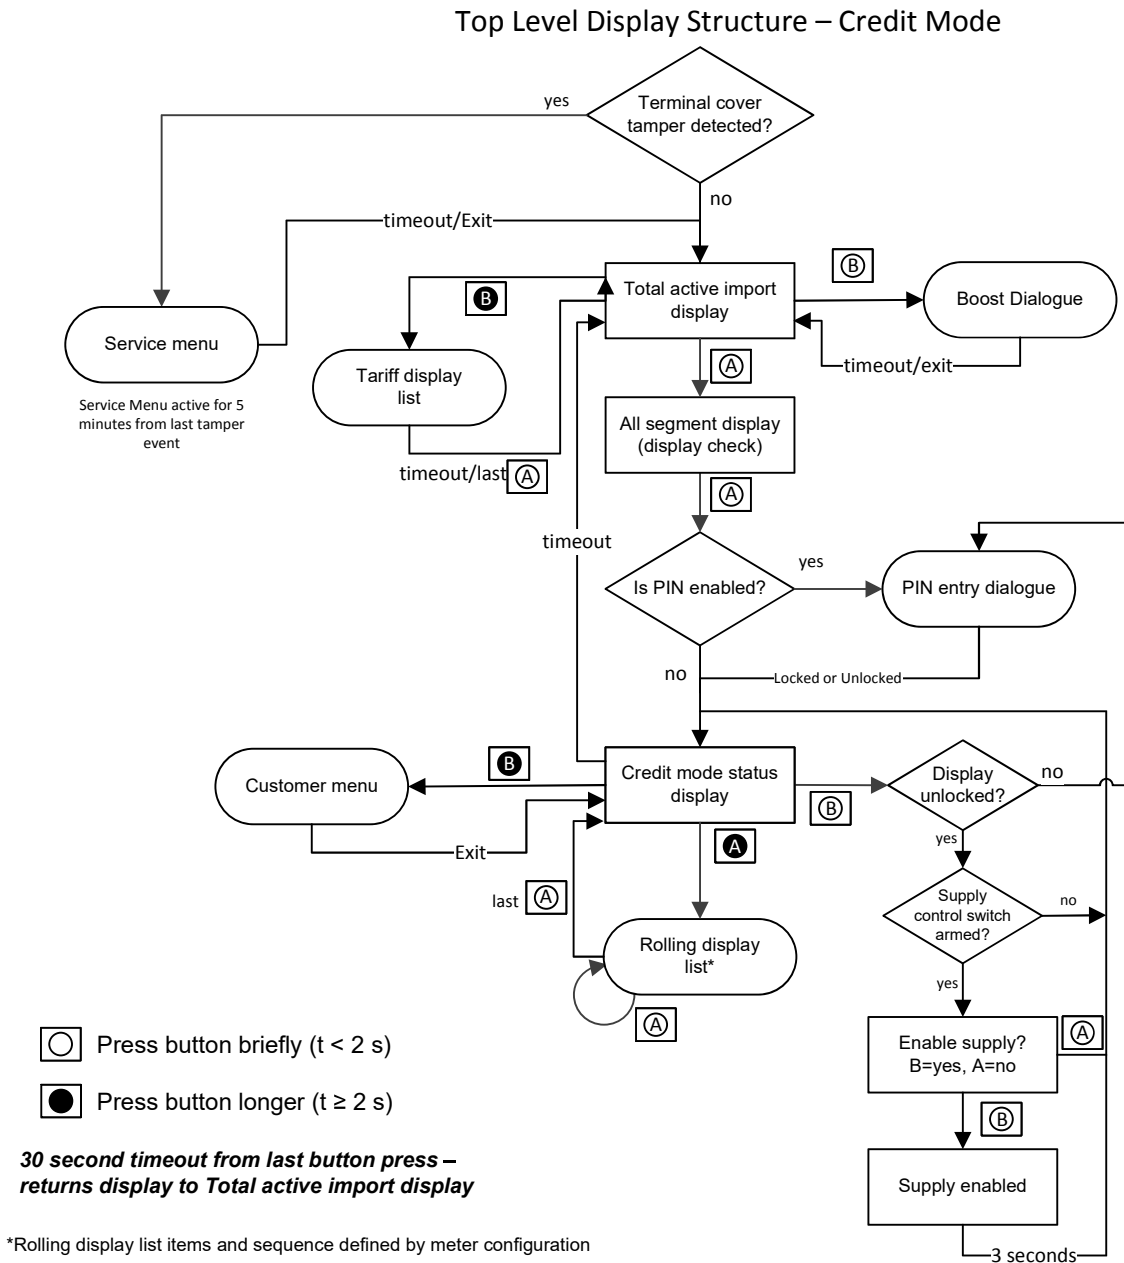 Top Level Display Structure – Credit Mode
yes
Terminal cover
tamper detected?
no
timeout/Exit
B
Total active import
display
B
Boost Dialogue
Service menu
timeout/exit
A
Tariff display
list
Service Menu active for 5
minutes from last tamper
event
All segment display
(display check)
timeout/last
A
A
timeout
Is PIN enabled?
yes
PIN entry dialogue
no
Locked or Unlocked
Customer menu
B
Credit mode status
display
B
Display
unlocked?
no
Exit
A
yes
last
A
Supply
control switch
armed?
no
Rolling display
list*
yes
A
Press button briefly (t < 2 s)
Enable supply?
B=yes, A=no
A
Press button longer (t ≥ 2 s)
B
30 second timeout from last button press –
returns display to Total active import display
Supply enabled
*Rolling display list items and sequence defined by meter configuration
3 seconds